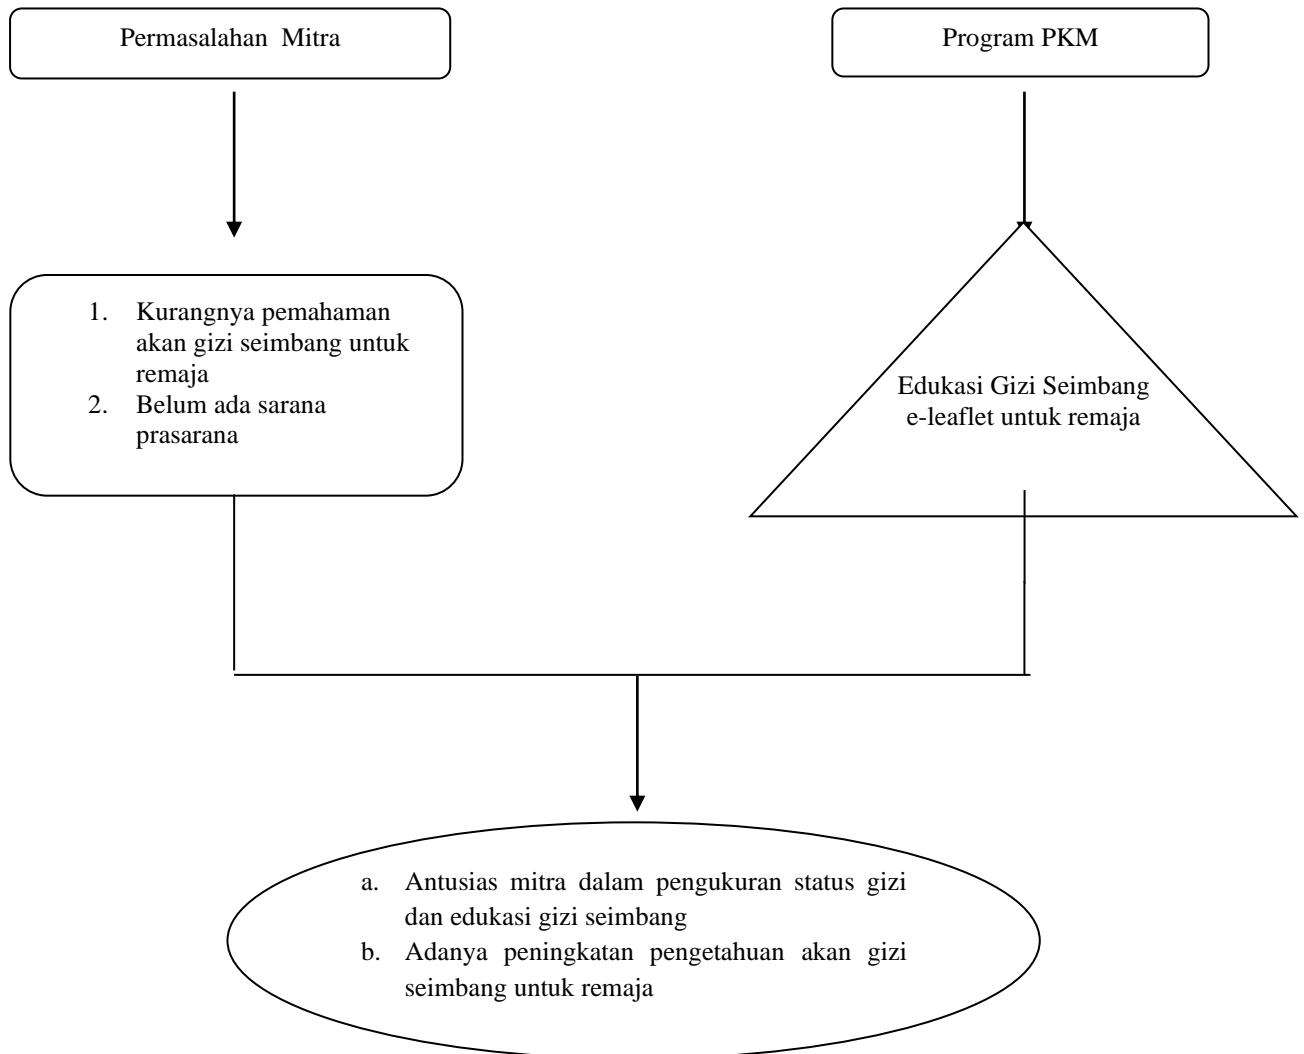 Permasalahan Mitra
Program PKM
1. Kurangnya pemahaman
akan gizi seimbang untuk
remaja
2. Belum ada sarana
prasarana
Edukasi Gizi Seimbang
e-leaflet untuk remaja
a. Antusias mitra dalam pengukuran status gizi
dan edukasi gizi seimbang
b. Adanya peningkatan pengetahuan akan gizi
seimbang untuk remaja